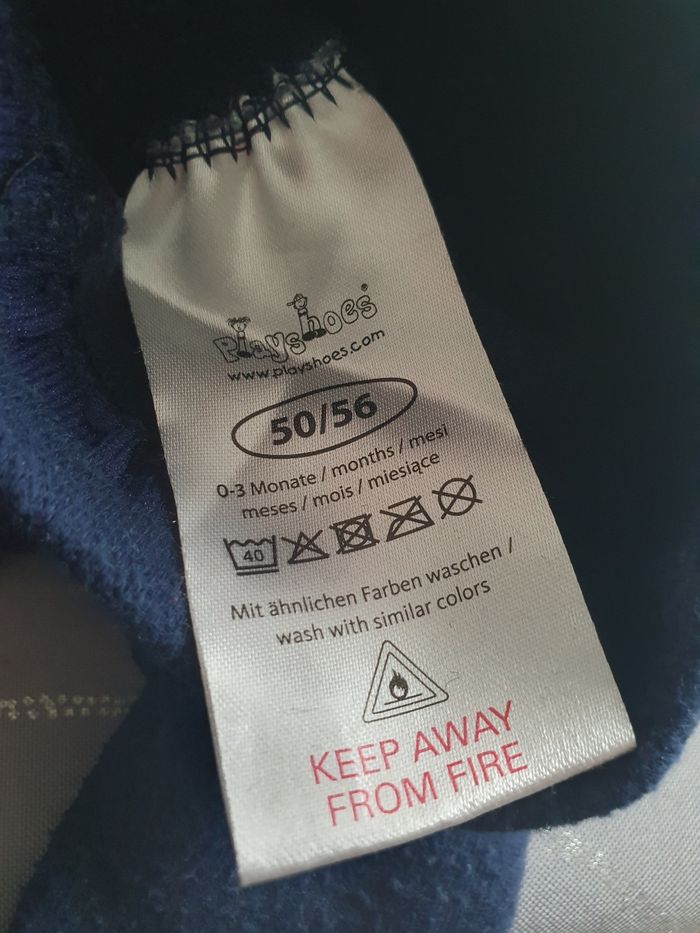 Playshoes®
www.playshoes.com
50/56
0-3 Monate / months / mesi
meses / mois / miesiące
40
Mit ähnlichen Farben waschen /
wash with similar colors
KEEP AWAY
FROM FIRE